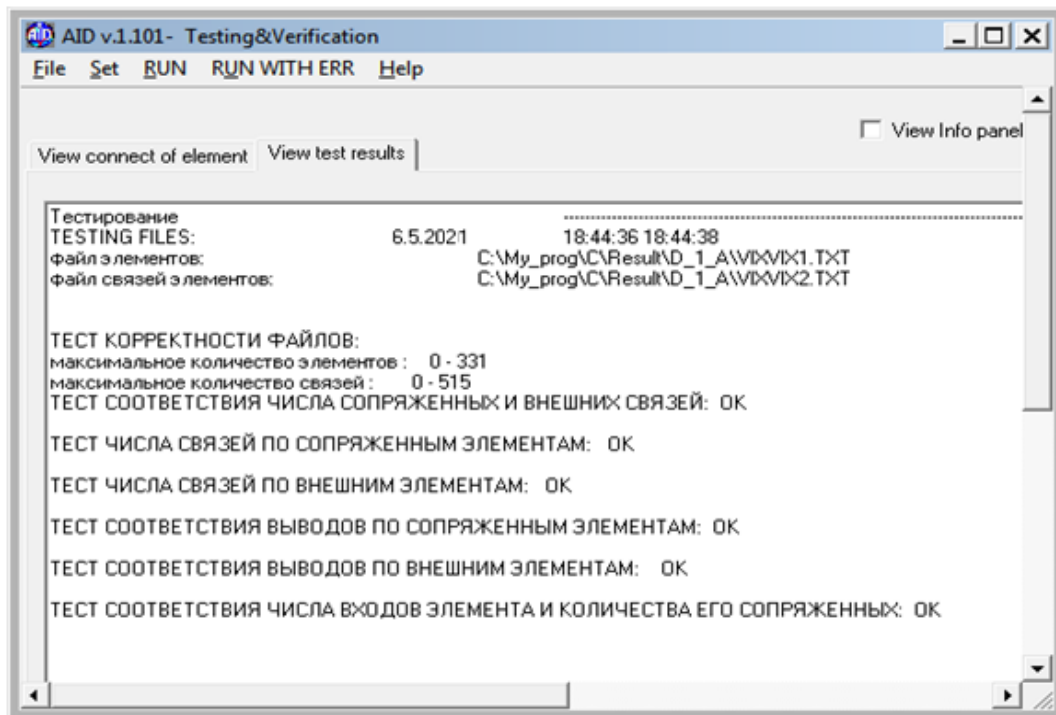 AID v.1.101- Testing&Verification
File Set RUN RUN WITH ERR Help
View Info panel
View connect of element View test results
Тестирование ------------------------------------------------------------
TESTING FILES: 6.5.2021 18:44:36 18:44:38
файл элементов: C:\My_prog\C\Result\D_1_A\VIXVIX1.TXT
файл связей элементов: C:\My_prog\C\Result\D_1_A\VIXVIX2.TXT
ТЕСТ КОРРЕКТНОСТИ ФАЙЛОВ:
максимальное количество элементов : 0 - 331
максимальное количество связей : 0 - 515
ТЕСТ СООТВЕТСТВИЯ ЧИСЛА СОПРЯЖЕННЫХ И ВНЕШНИХ СВЯЗЕЙ: OK
ТЕСТ ЧИСЛА СВЯЗЕЙ ПО СОПРЯЖЕННЫМ ЭЛЕМЕНТАМ: OK
ТЕСТ ЧИСЛА СВЯЗЕЙ ПО ВНЕШНИМ ЭЛЕМЕНТАМ: OK
ТЕСТ СООТВЕТСТВИЯ ВЫВОДОВ ПО СОПРЯЖЕННЫМ ЭЛЕМЕНТАМ: OK
ТЕСТ СООТВЕТСТВИЯ ВЫВОДОВ ПО ВНЕШНИМ ЭЛЕМЕНТАМ: OK
ТЕСТ СООТВЕТСТВИЯ ЧИСЛА ВХОДОВ ЭЛЕМЕНТА И КОЛИЧЕСТВА ЕГО СОПРЯЖЕННЫХ: OK